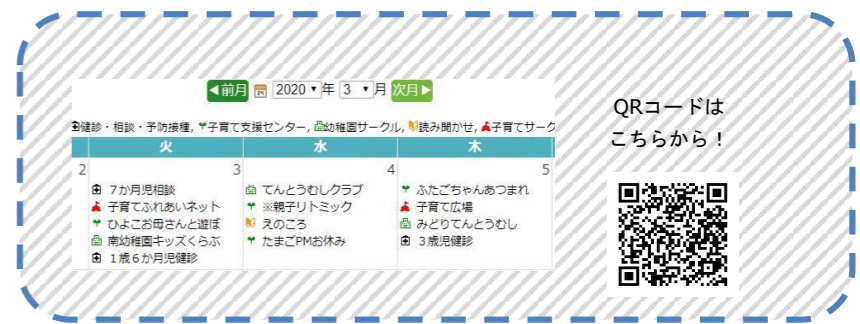 ◀前月 2020 年 3 月 次月▶
健診・相談・予防接種, 子育て支援センター, 幼稚園サークル, 読み聞かせ, 子育てサーク
火 水 木
2 3 4 5
7か月児相談 てんとうむしクラブ ふたごちゃんあつまれ
子育てふれあいネット ※親子リトミック 子育て広場
ひよこお母さんと遊ぼ えのころ みどりてんとうむし
南幼稚園キッズくらぶ たまごPMお休み 3歳児健診
1歳6か月児健診
QRコードは
こちらから！